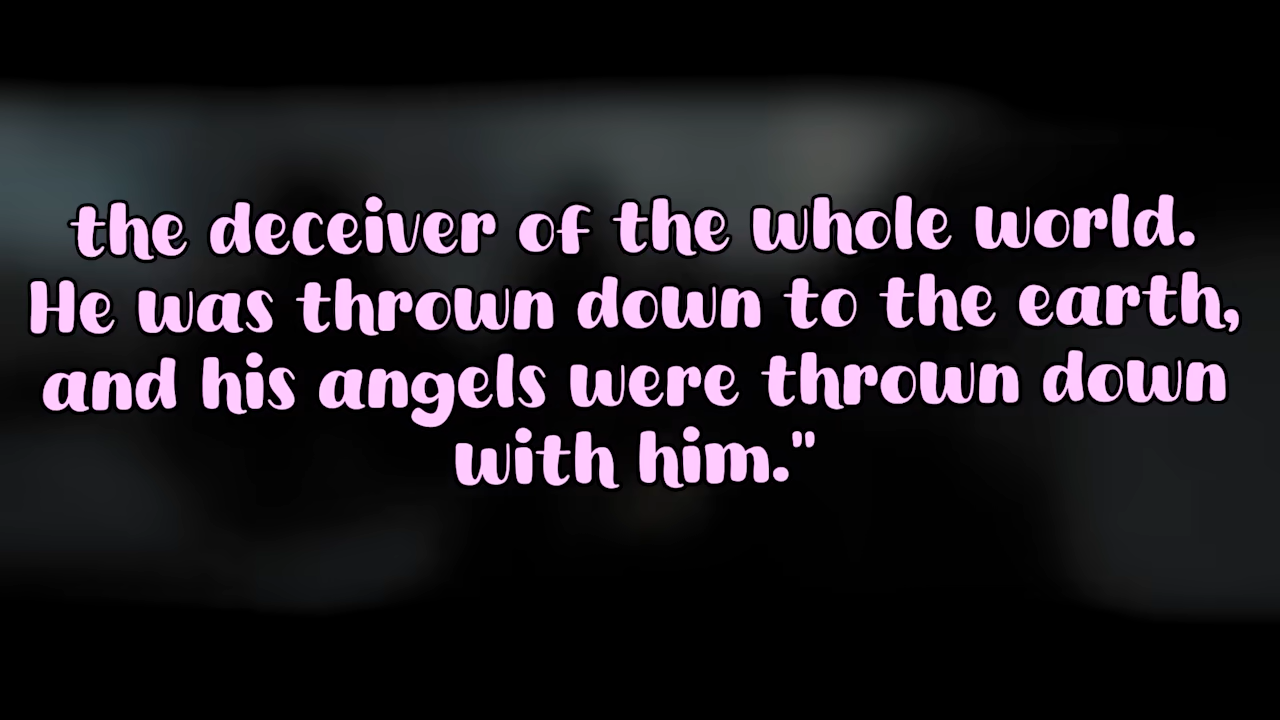 the deceiver of the whole world.
He was thrown down to the earth,
and his angels were thrown down
with him."